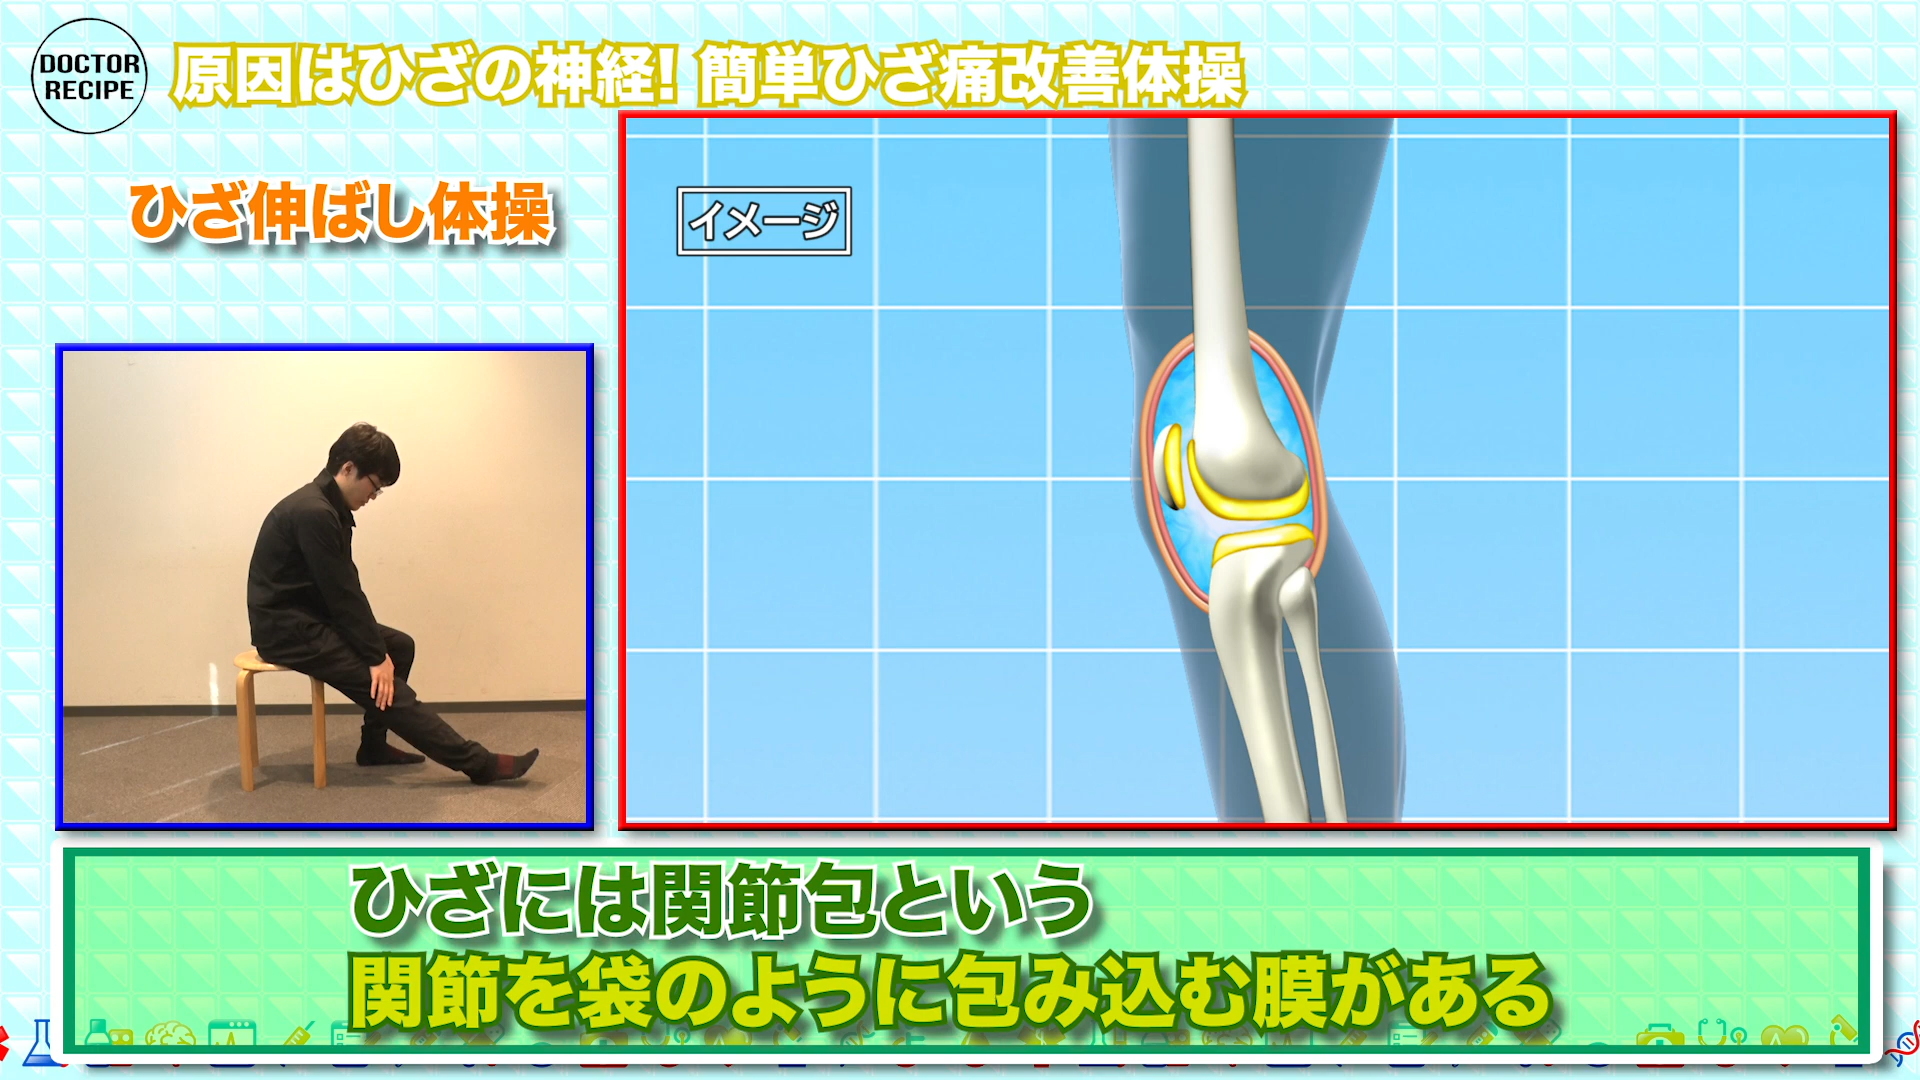 DOCTOR
RECIPE
原因はひざの神経! 簡単ひざ痛改善体操
ひざ伸ばし体操
イメージ
ひざには関節包という
関節を袋のように包み込む膜がある